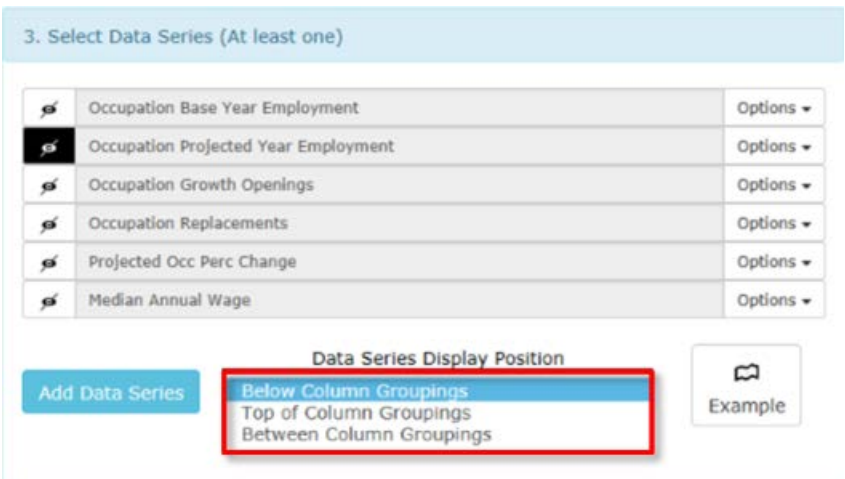 3. Select Data Series (At least one)
Occupation Base Year Employment Options
Occupation Projected Year Employment Options
Occupation Growth Openings Options
Occupation Replacements Options
Projected Occ Perc Change Options
Median Annual Wage Options
Data Series Display Position
Add Data Series
Below Column Groupings
Top of Column Groupings
Between Column Groupings
Example